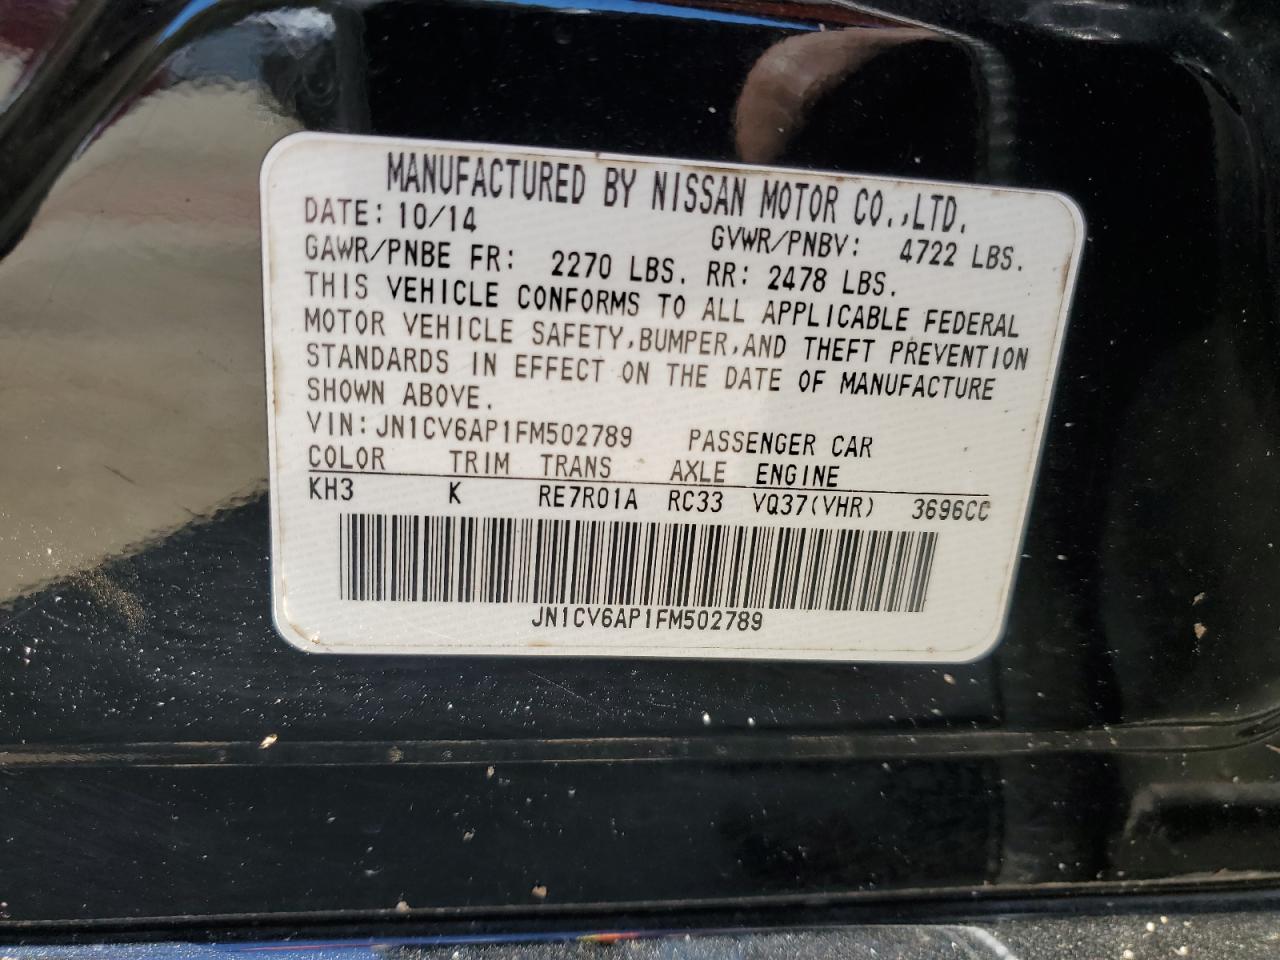 MANUFACTURED BY NISSAN MOTOR CO.,LTD.
DATE: 10/14 GVWR/PNBV: 4722 LBS.
GAWR/PNBE FR: 2270 LBS. RR: 2478 LBS.
THIS VEHICLE CONFORMS TO ALL APPLICABLE FEDERAL
MOTOR VEHICLE SAFETY,BUMPER,AND THEFT PREVENTION
STANDARDS IN EFFECT ON THE DATE OF MANUFACTURE
SHOWN ABOVE.
VIN:JN1CV6AP1FM502789 PASSENGER CAR
COLOR TRIM TRANS AXLE ENGINE
KH3 K RE7R01A RC33 VQ37(VHR) 3696CC
JN1CV6AP1FM502789